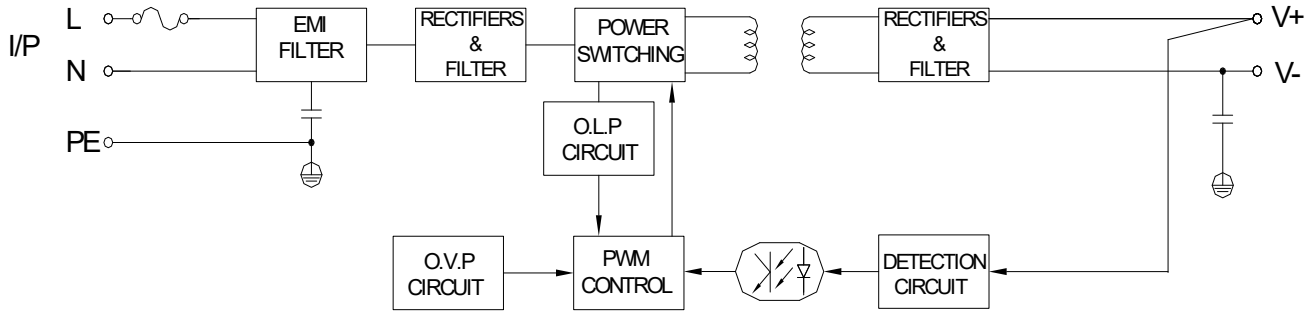 I/P
L
N
PE
EMI
FILTER
RECTIFIERS
&
FILTER
POWER
SWITCHING
RECTIFIERS
&
FILTER
V+
V-
O.L.P
CIRCUIT
O.V.P
CIRCUIT
PWM
CONTROL
DETECTION
CIRCUIT